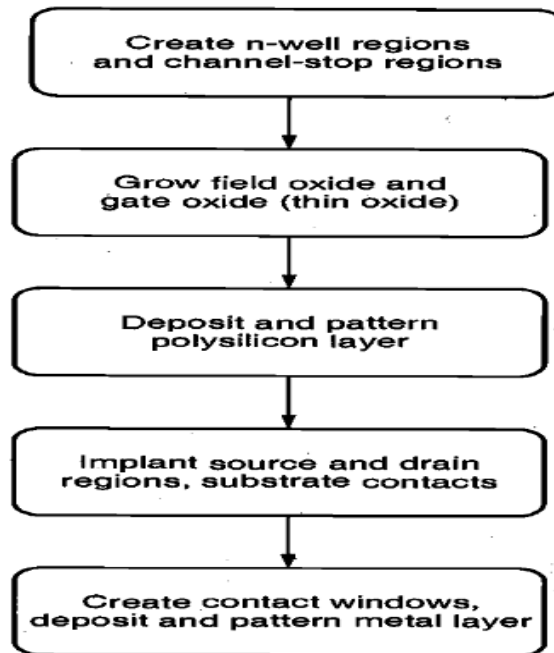 Create n-well regions
and channel-stop regions
Grow field oxide and
gate oxide (thin oxide)
Deposit and pattern
polysilicon layer
Implant source and drain
regions, substrate contacts
Create contact windows,
deposit and pattern metal layer